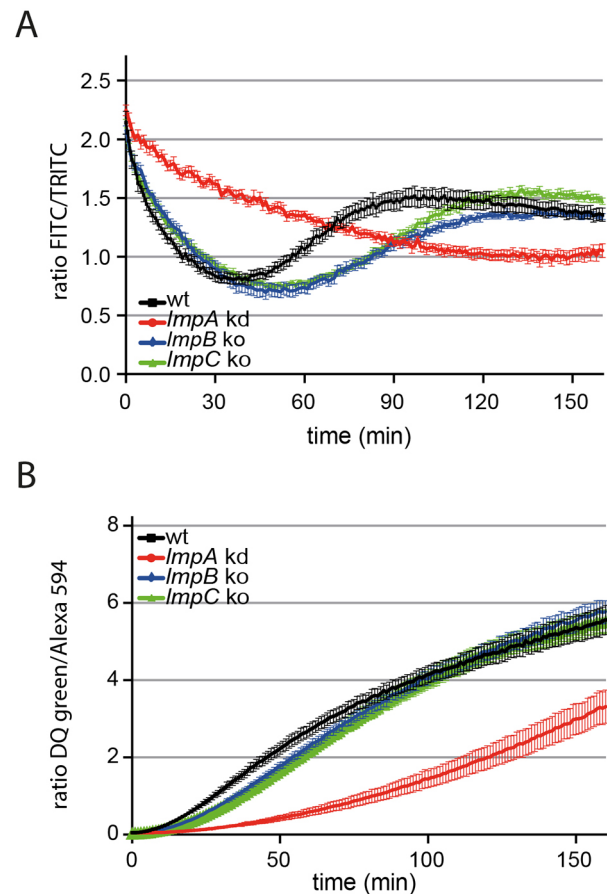 A
ratio FITC/TRITC
2.5
2.0
1.5
1.0
0.5
0.0
wt
lmpA kd
lmpB ko
lmpC ko
0 30 60 90 120 150
time (min)
B
ratio DQ green/Alexa 594
8
6
4
2
0
wt
lmpA kd
lmpB ko
lmpC ko
0 50 100 150
time (min)